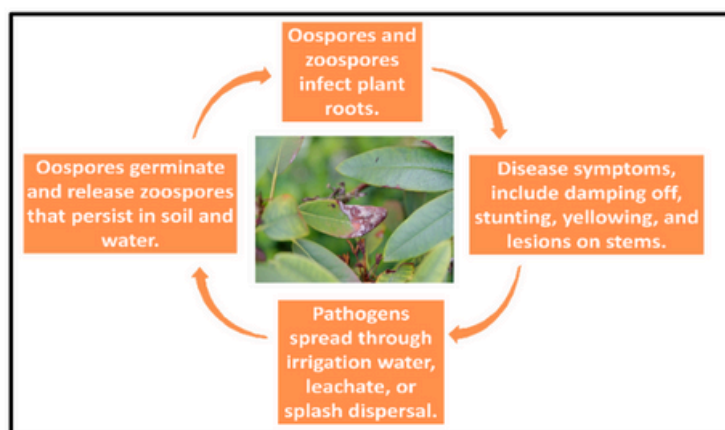 Oospores and
zoospores
infect plant
roots.
Disease symptoms,
include damping off,
stunting, yellowing, and
lesions on stems.
Pathogens
spread through
irrigation water,
leachate, or
splash dispersal.
Oospores germinate
and release zoospores
that persist in soil and
water.